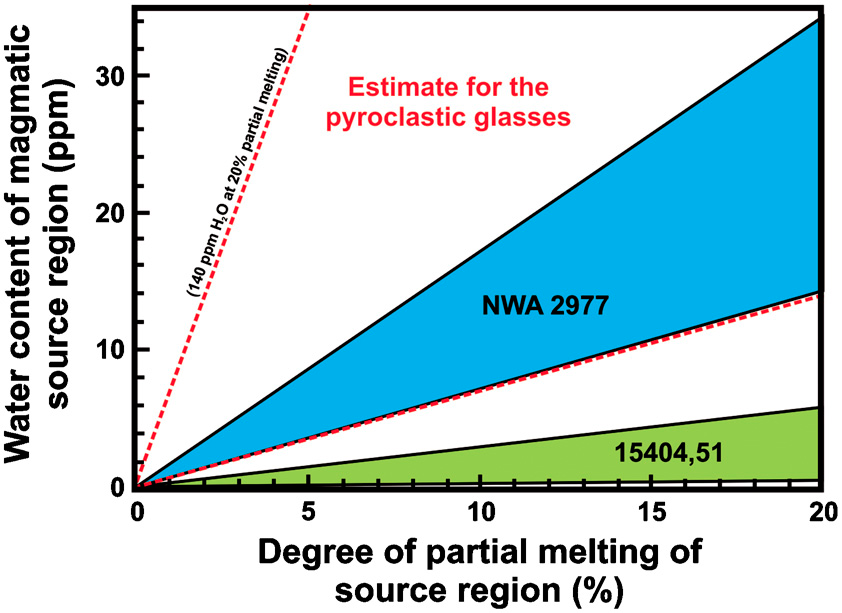 Water content of magmatic
source region (ppm)
30
20
10
0
(140 ppm H₂O at 20% partial melting)
Estimate for the
pyroclastic glasses
NWA 2977
15404,51
0 5 10 15 20
Degree of partial melting of
source region (%)